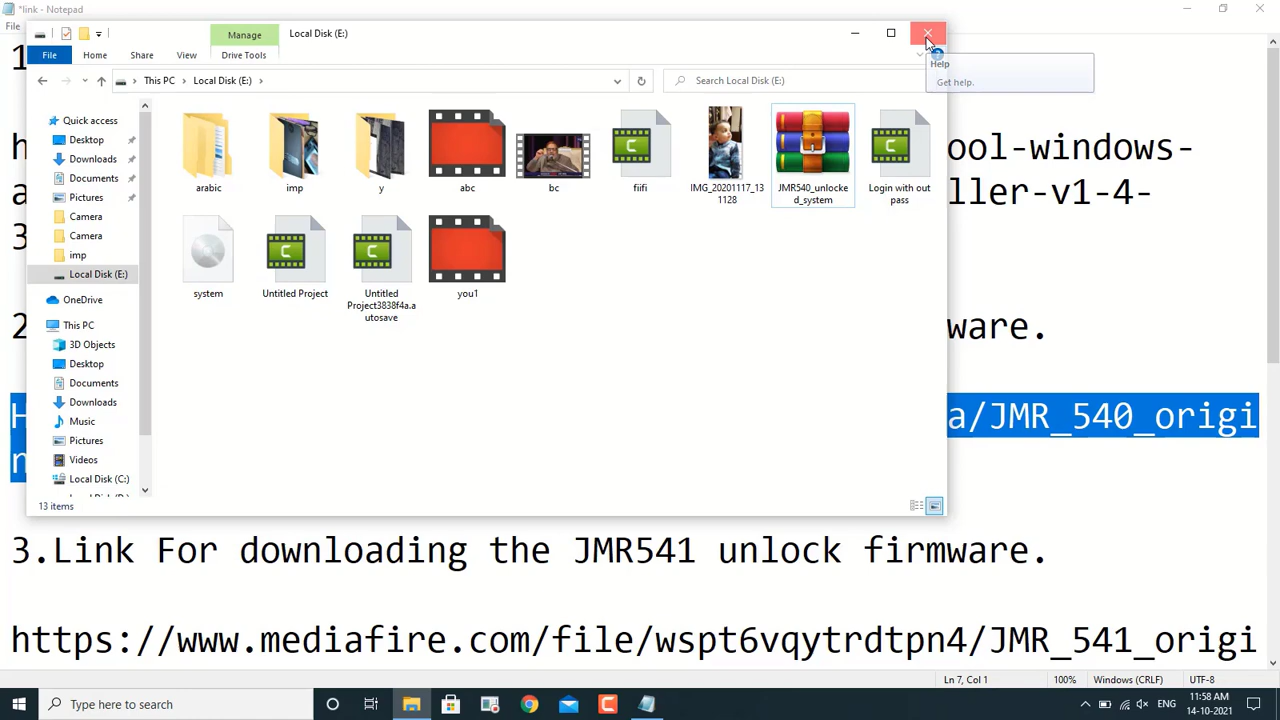 *link - Notepad
File
Manage
Local Disk (E:)
File
Home
Share
View
Drive Tools
Help
Get help.
This PC
Local Disk (E:)
Search Local Disk (E:)
Quick access
Desktop
Downloads
Documents
Pictures
Camera
Camera
imp
Local Disk (E:)
OneDrive
This PC
3D Objects
Desktop
Documents
Downloads
Music
Pictures
Videos
Local Disk (C:)
arabic
imp
y
abc
bc
fiifi
IMG_20201117_13
1128
JMR540_unlocke
d_system
Login with out
pass
system
Untitled Project
Untitled
Project3838f4a.a
utosave
you1
13 items
1
h
ool-windows-
a
ller-v1-4-
3
2
ware.
H
a/JMR_540_origi
3.Link For downloading the JMR541 unlock firmware.
https://www.mediafire.com/file/wspt6vqytrdtpn4/JMR_541_origi
Ln 7, Col 1
100%
Windows (CRLF)
UTF-8
Type here to search
ENG
11:58 AM
14-10-2021